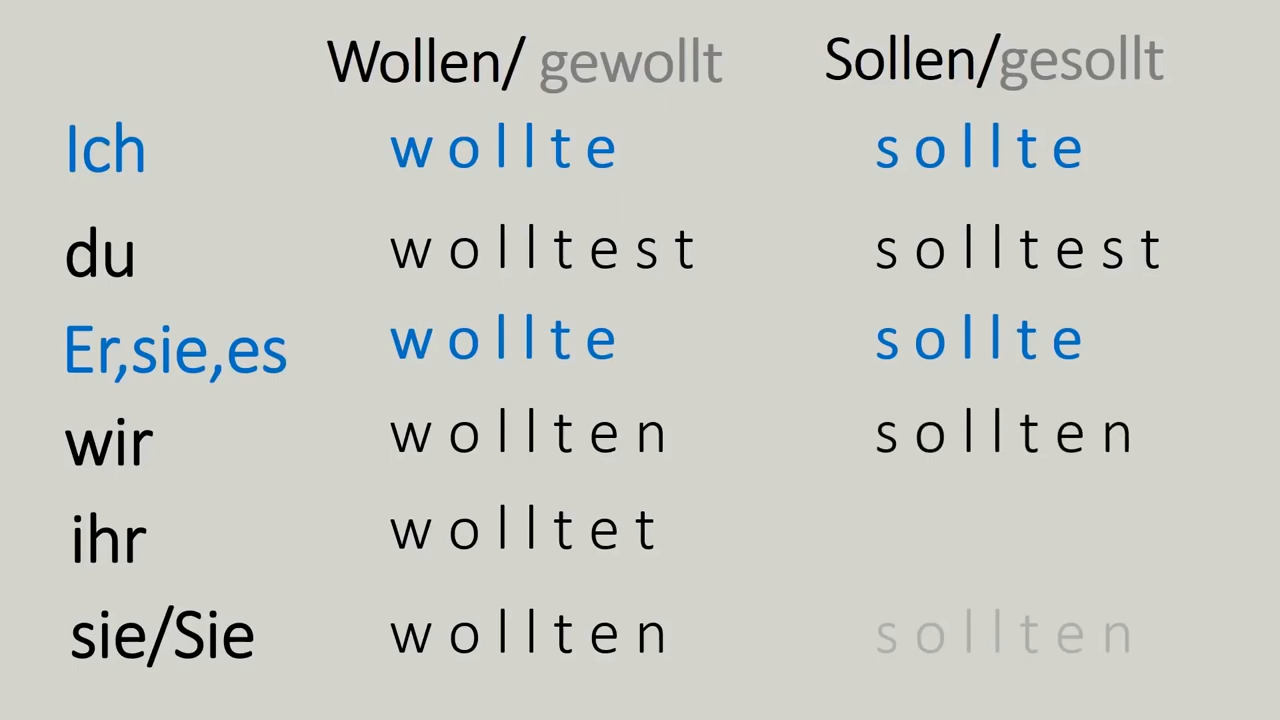 Wollen/ gewollt Sollen/gesollt
Ich wollte sollte
du wolltest solltest
Er,sie,es wollte sollte
wir wollten sollten
ihr wolltet
sie/Sie wollten sollten